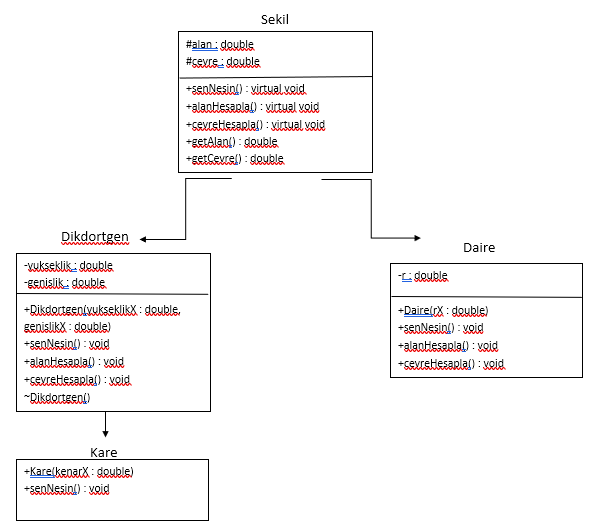 Sekil
#alan : double
#cevre : double
+senNesin() : virtual void
+alanHesapla() : virtual void
+cevreHesapla() : virtual void
+getAlan() : double
+getCevre() : double
Dikdortgen
-yukseklik : double
-genislik : double
+Dikdortgen(yukseklikX : double,
genislikX : double)
+senNesin() : void
+alanHesapla() : void
+cevreHesapla() : void
~Dikdortgen()
Daire
-r : double
+Daire(rX : double)
+senNesin() : void
+alanHesapla() : void
+cevreHesapla() : void
Kare
+Kare(kenarX : double)
+senNesin() : void